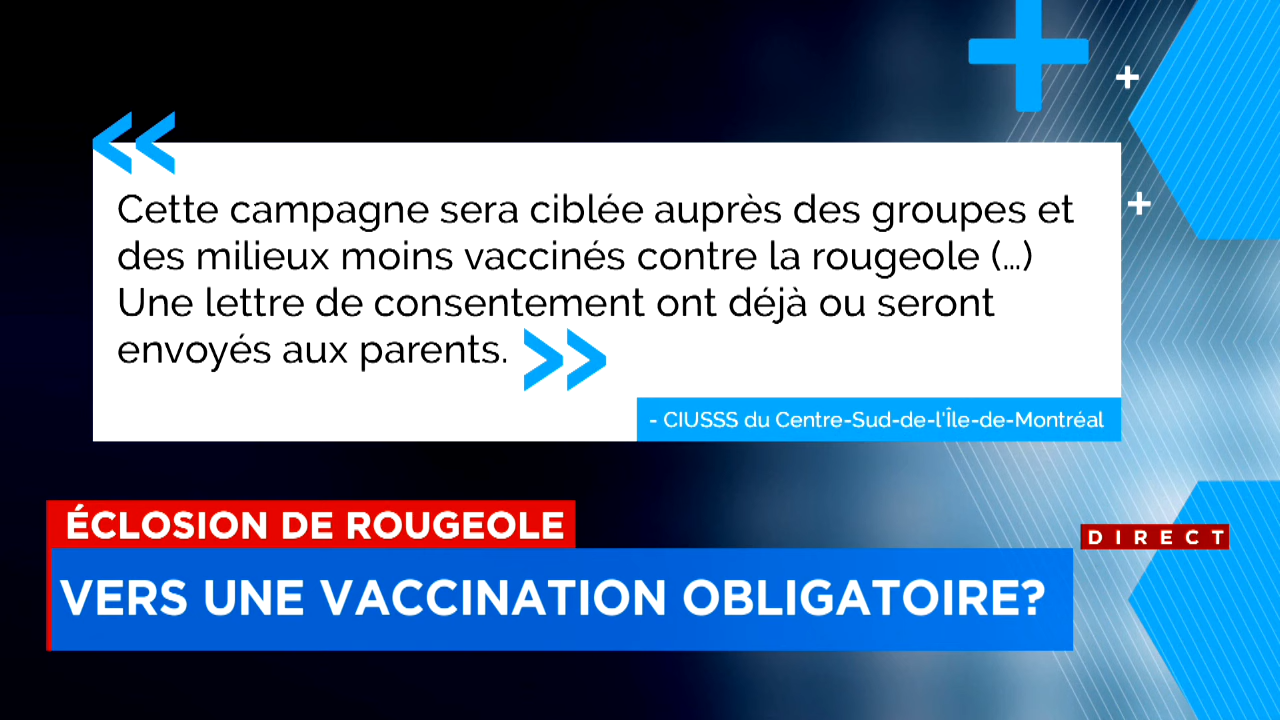 Cette campagne sera ciblée auprès des groupes et
des milieux moins vaccinés contre la rougeole (...)
Une lettre de consentement ont déjà ou seront
envoyés aux parents.
- CIUSSS du Centre-Sud-de-l'Île-de-Montréal
ÉCLOSION DE ROUGEOLE
DIRECT
VERS UNE VACCINATION OBLIGATOIRE?